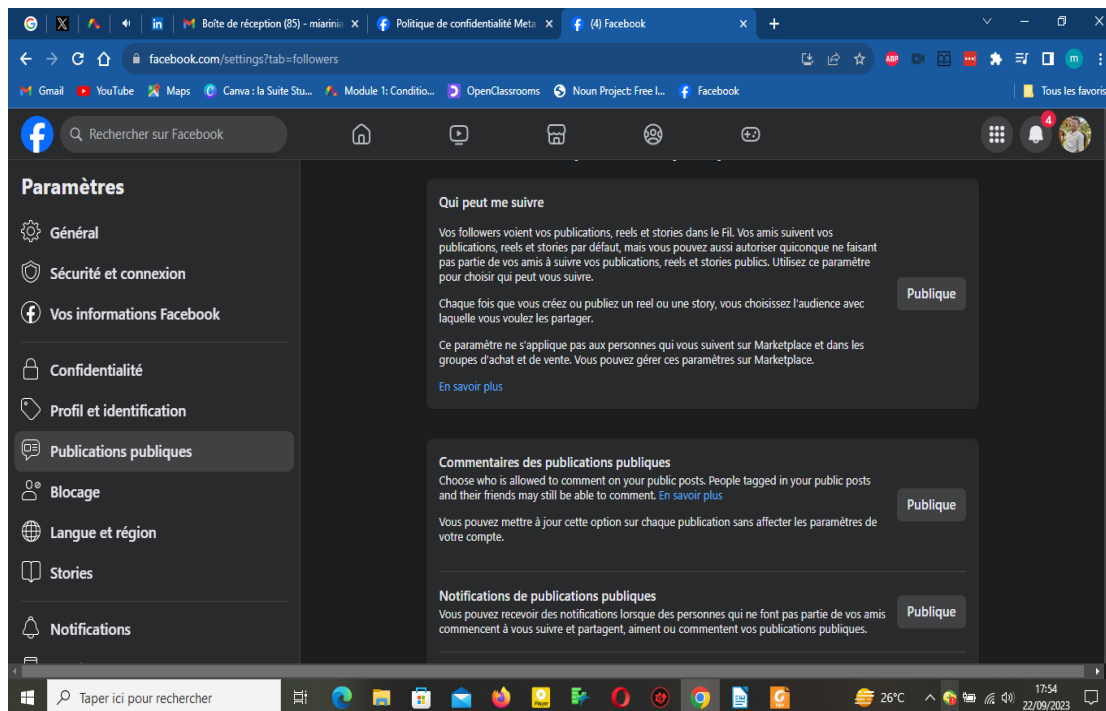 Boîte de réception (85) - miarinia
Politique de confidentialité Meta
(4) Facebook
facebook.com/settings?tab=followers
ABP
m
Gmail
YouTube
Maps
Canva : la Suite Stu...
Module 1: Conditio...
OpenClassrooms
Noun Project: Free I...
Facebook
Tous les favoris
Rechercher sur Facebook
4
Paramètres
Général
Sécurité et connexion
Vos informations Facebook
Confidentialité
Profil et identification
Publications publiques
Blocage
Langue et région
Stories
Notifications
Qui peut me suivre
Vos followers voient vos publications, reels et stories dans le Fil. Vos amis suivent vos
publications, reels et stories par défaut, mais vous pouvez aussi autoriser quiconque ne faisant
pas partie de vos amis à suivre vos publications, reels et stories publics. Utilisez ce paramètre
pour choisir qui peut vous suivre.
Publique
Chaque fois que vous créez ou publiez un reel ou une story, vous choisissez l'audience avec
laquelle vous voulez les partager.
Ce paramètre ne s'applique pas aux personnes qui vous suivent sur Marketplace et dans les
groupes d'achat et de vente. Vous pouvez gérer ces paramètres sur Marketplace.
En savoir plus
Commentaires des publications publiques
Choose who is allowed to comment on your public posts. People tagged in your public posts
and their friends may still be able to comment. En savoir plus
Publique
Vous pouvez mettre à jour cette option sur chaque publication sans affecter les paramètres de
votre compte.
Notifications de publications publiques
Vous pouvez recevoir des notifications lorsque des personnes qui ne font pas partie de vos amis
commencent à vous suivre et partagent, aiment ou commentent vos publications publiques.
Publique
Taper ici pour rechercher
26°C
17:54
22/09/2023